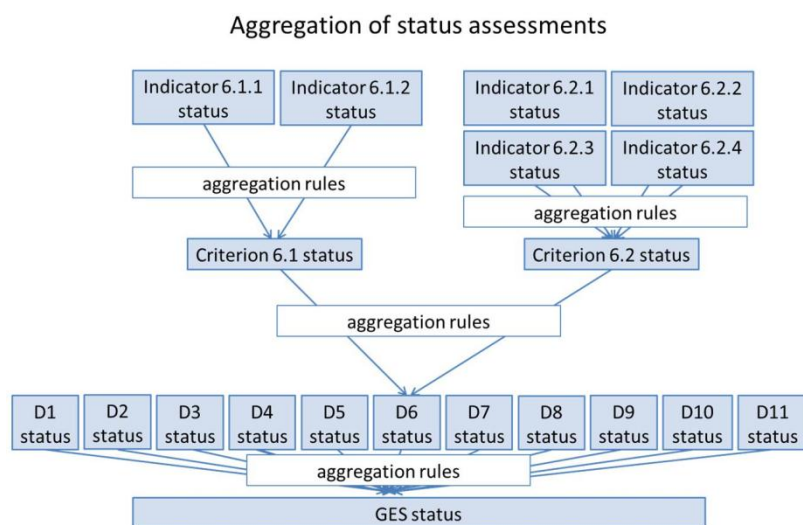 Aggregation of status assessments
Indicator 6.1.1
status
Indicator 6.1.2
status
Indicator 6.2.1
status
Indicator 6.2.2
status
Indicator 6.2.3
status
Indicator 6.2.4
status
aggregation rules
aggregation rules
Criterion 6.1 status
Criterion 6.2 status
aggregation rules
D1
status
D2
status
D3
status
D4
status
D5
status
D6
status
D7
status
D8
status
D9
status
D10
status
D11
status
aggregation rules
GES status